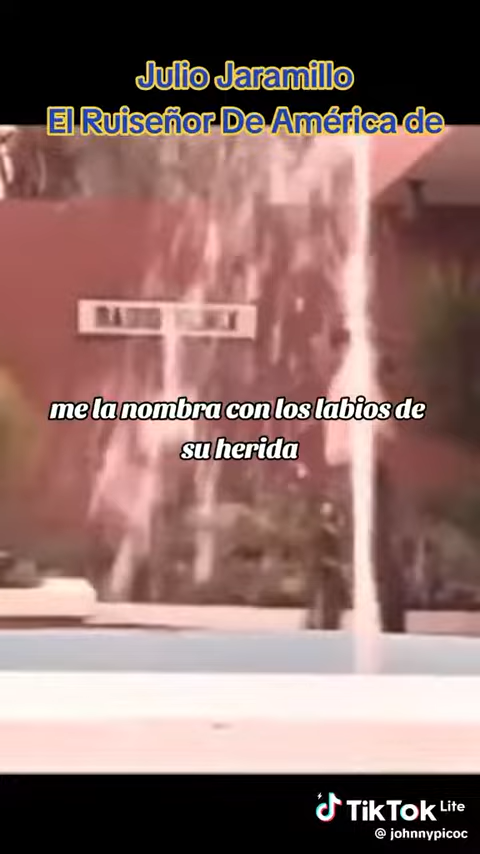 Julio Jaramillo
El Ruiseñor De América de
me la nombra con los labios de
su herida
TikTok Lite
@ johnnypicoc